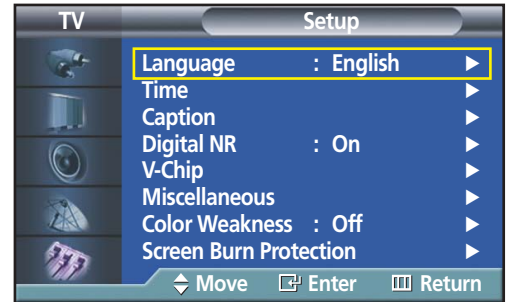 TV Setup
Language : English
Time
Caption
Digital NR : On
V-Chip
Miscellaneous
Color Weakness : Off
Screen Burn Protection
Move Enter Return